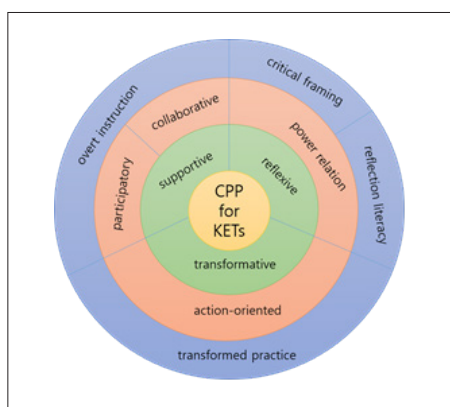 critical framing
overt instruction
collaborative
power relation
reflection literacy
participatory
supportive
reflexive
CPP
for
KETs
transformative
action-oriented
transformed practice